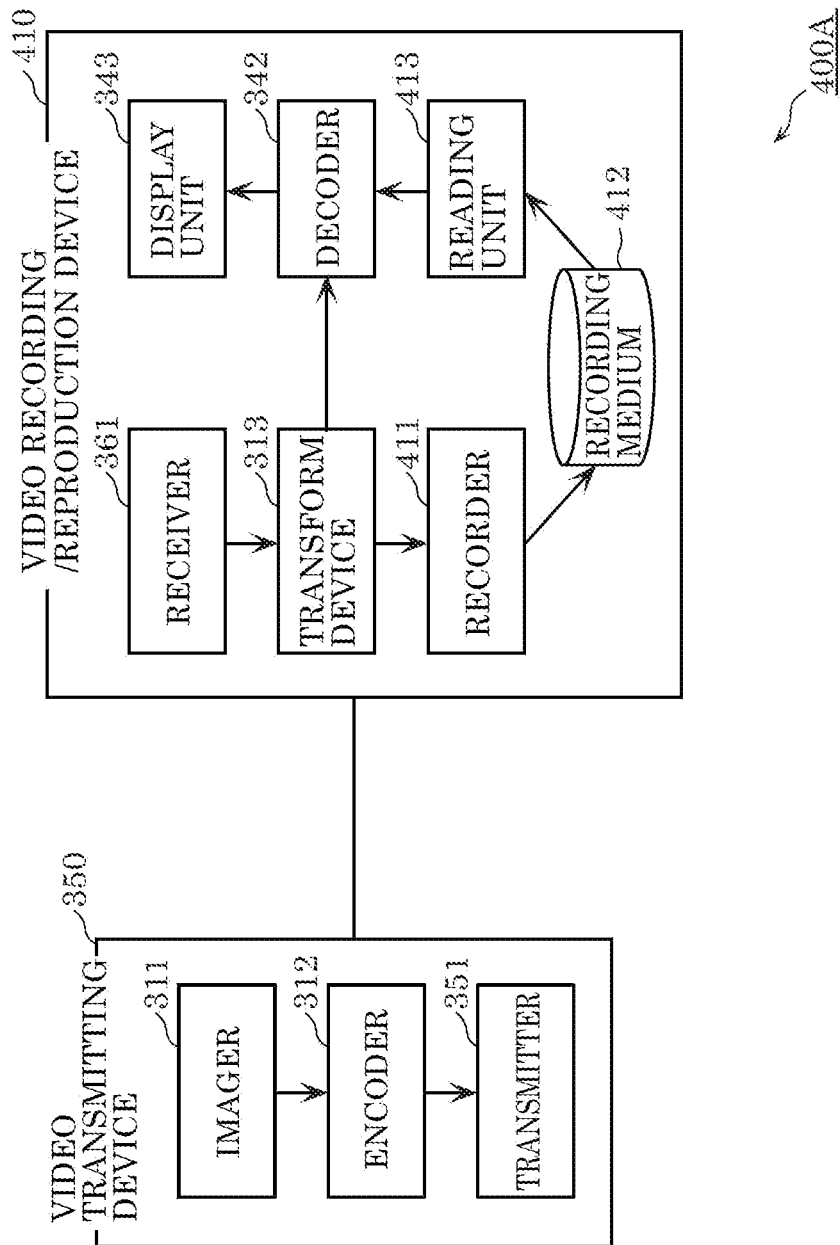 VIDEO
TRANSMITTING
DEVICE
350
IMAGER
311
ENCODER
312
TRANSMITTER
351
VIDEO RECORDING
/REPRODUCTION DEVICE
410
RECEIVER
361
TRANSFORM
DEVICE
313
RECORDER
411
DISPLAY
UNIT
343
DECODER
342
READING
UNIT
413
RECORDING
MEDIUM
412
400A